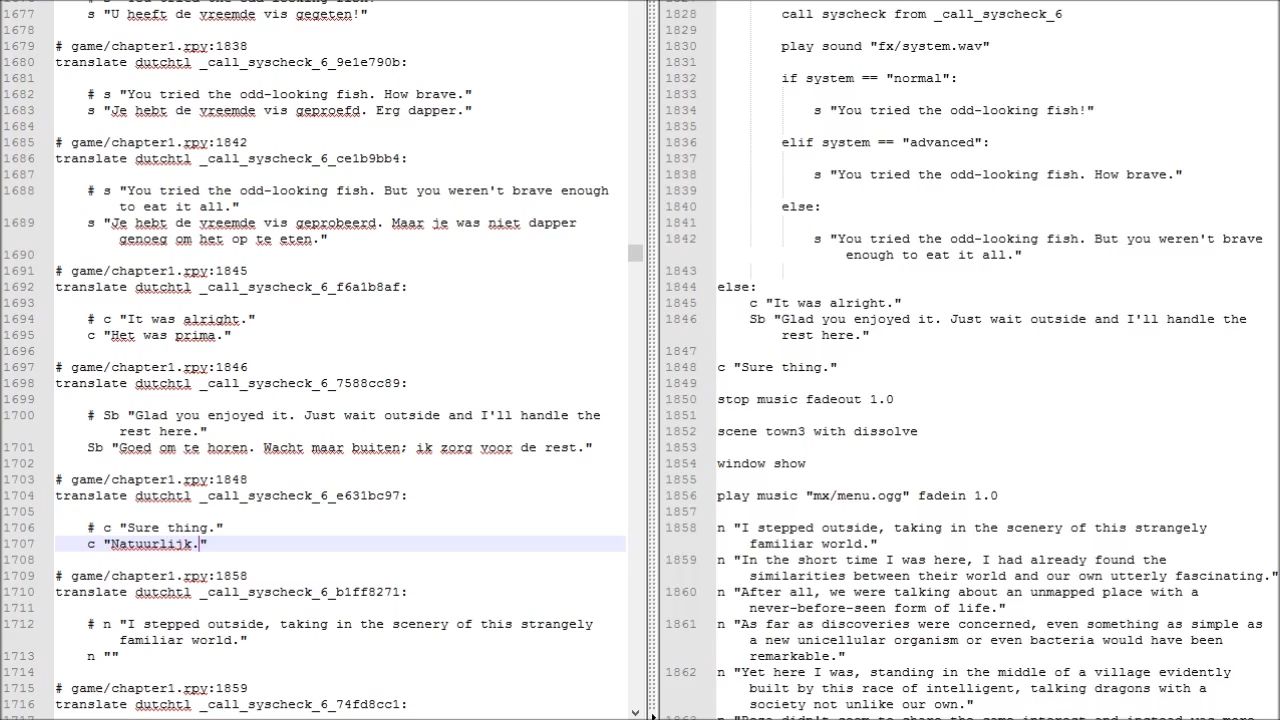 1677 s "U heeft de vreemde vis gegeten!"
1678
1679 # game/chapter1.rpy:1838
1680 translate dutchtl _call_syscheck_6_9e1e790b:
1681
1682 # s "You tried the odd-looking fish. How brave."
1683 s "Je hebt de vreemde vis geproefd. Erg dapper."
1684
1685 # game/chapter1.rpy:1842
1686 translate dutchtl _call_syscheck_6_ce1b9bb4:
1687
1688 # s "You tried the odd-looking fish. But you weren't brave enough
to eat it all."
1689 s "Je hebt de vreemde vis geprobeerd. Maar je was niet dapper
genoeg om het op te eten."
1690
1691 # game/chapter1.rpy:1845
1692 translate dutchtl _call_syscheck_6_f6a1b8af:
1693
1694 # c "It was alright."
1695 c "Het was prima."
1696
1697 # game/chapter1.rpy:1846
1698 translate dutchtl _call_syscheck_6_7588cc89:
1699
1700 # Sb "Glad you enjoyed it. Just wait outside and I'll handle the
rest here."
1701 Sb "Goed om te horen. Wacht maar buiten; ik zorg voor de rest."
1702
1703 # game/chapter1.rpy:1848
1704 translate dutchtl _call_syscheck_6_e631bc97:
1705
1706 # c "Sure thing."
1707 c "Natuurlijk."
1708
1709 # game/chapter1.rpy:1858
1710 translate dutchtl _call_syscheck_6_b1ff8271:
1711
1712 # n "I stepped outside, taking in the scenery of this strangely
familiar world."
1713 n ""
1714
1715 # game/chapter1.rpy:1859
1716 translate dutchtl _call_syscheck_6_74fd8cc1:
1828 call syscheck from _call_syscheck_6
1829
1830 play sound "fx/system.wav"
1831
1832 if system == "normal":
1833
1834 s "You tried the odd-looking fish!"
1835
1836 elif system == "advanced":
1837
1838 s "You tried the odd-looking fish. How brave."
1839
1840 else:
1841
1842 s "You tried the odd-looking fish. But you weren't brave
enough to eat it all."
1843
1844 else:
1845 c "It was alright."
1846 Sb "Glad you enjoyed it. Just wait outside and I'll handle the
rest here."
1847
1848 c "Sure thing."
1849
1850 stop music fadeout 1.0
1851
1852 scene town3 with dissolve
1853
1854 window show
1855
1856 play music "mx/menu.ogg" fadein 1.0
1857
1858 n "I stepped outside, taking in the scenery of this strangely
familiar world."
1859 n "In the short time I was here, I had already found the
similarities between their world and our own utterly fascinating."
1860 n "After all, we were talking about an unmapped place with a
never-before-seen form of life."
1861 n "As far as discoveries were concerned, even something as simple as
a new unicellular organism or even bacteria would have been
remarkable."
1862 n "Yet here I was, standing in the middle of a village evidently
built by this race of intelligent, talking dragons with a
society not unlike our own."